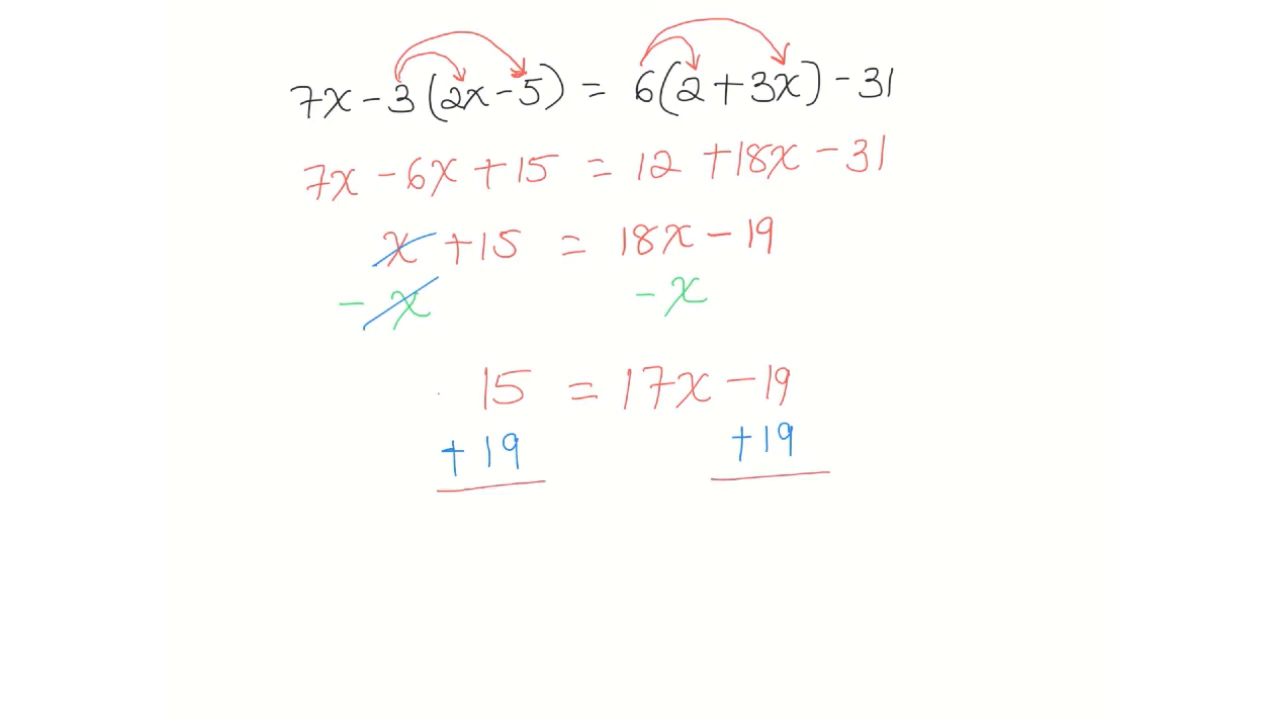 7x - 3(2x - 5) = 6(2 + 3x) - 31
7x - 6x + 15 = 12 + 18x - 31
x + 15 = 18x - 19
- x - x
15 = 17x - 19
+ 19 + 19